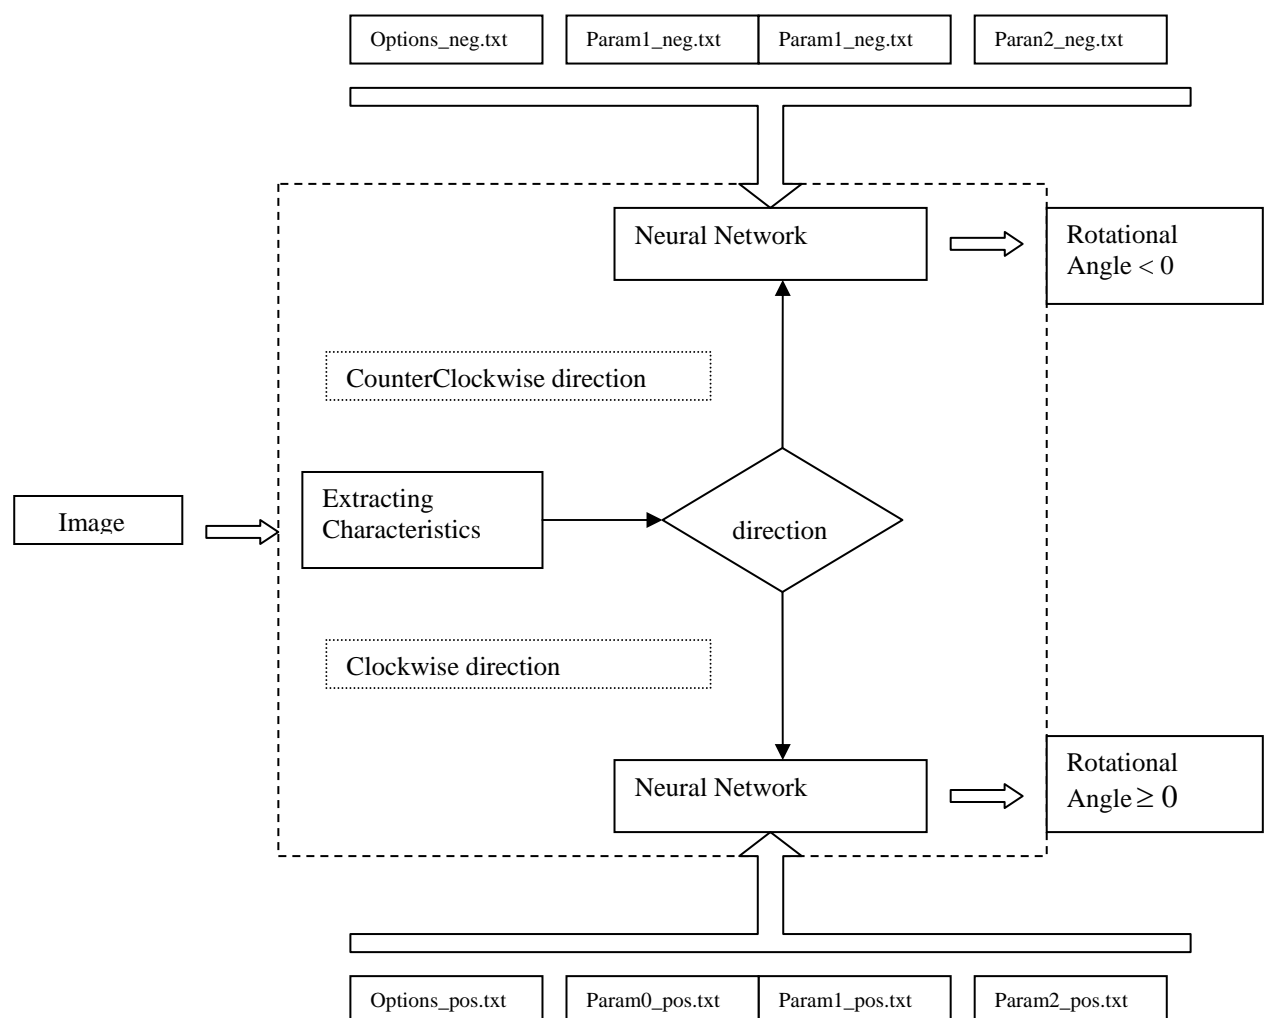 Options_neg.txt
Param1_neg.txt
Param1_neg.txt
Paran2_neg.txt
Neural Network
Rotational
Angle < 0
CounterClockwise direction
Extracting
Characteristics
Image
direction
Clockwise direction
Neural Network
Rotational
Angle ≥ 0
Options_pos.txt
Param0_pos.txt
Param1_pos.txt
Param2_pos.txt